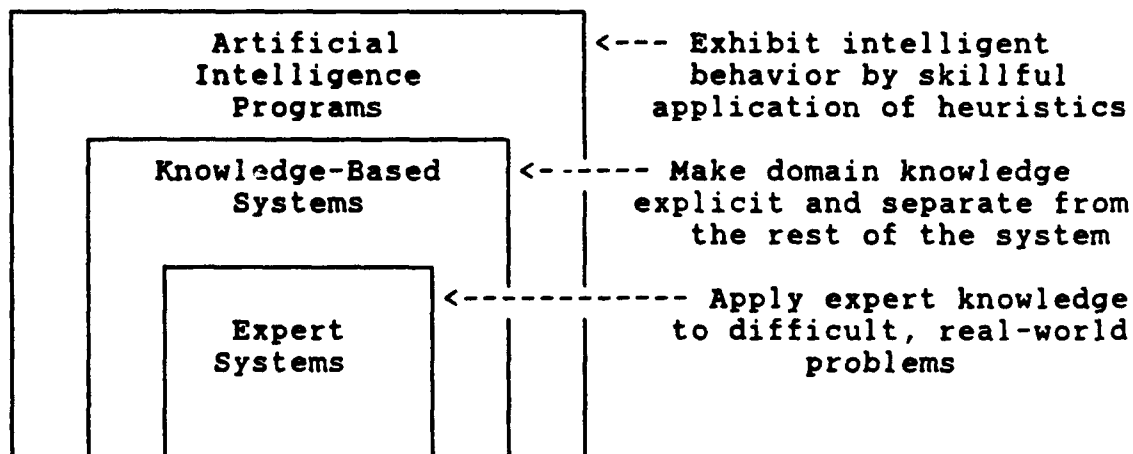 Artificial
Intelligence
Programs
<--- Exhibit intelligent
behavior by skillful
application of heuristics
Knowledge-Based
Systems
<------ Make domain knowledge
explicit and separate from
the rest of the system
Expert
Systems
<------------ Apply expert knowledge
to difficult, real-world
problems